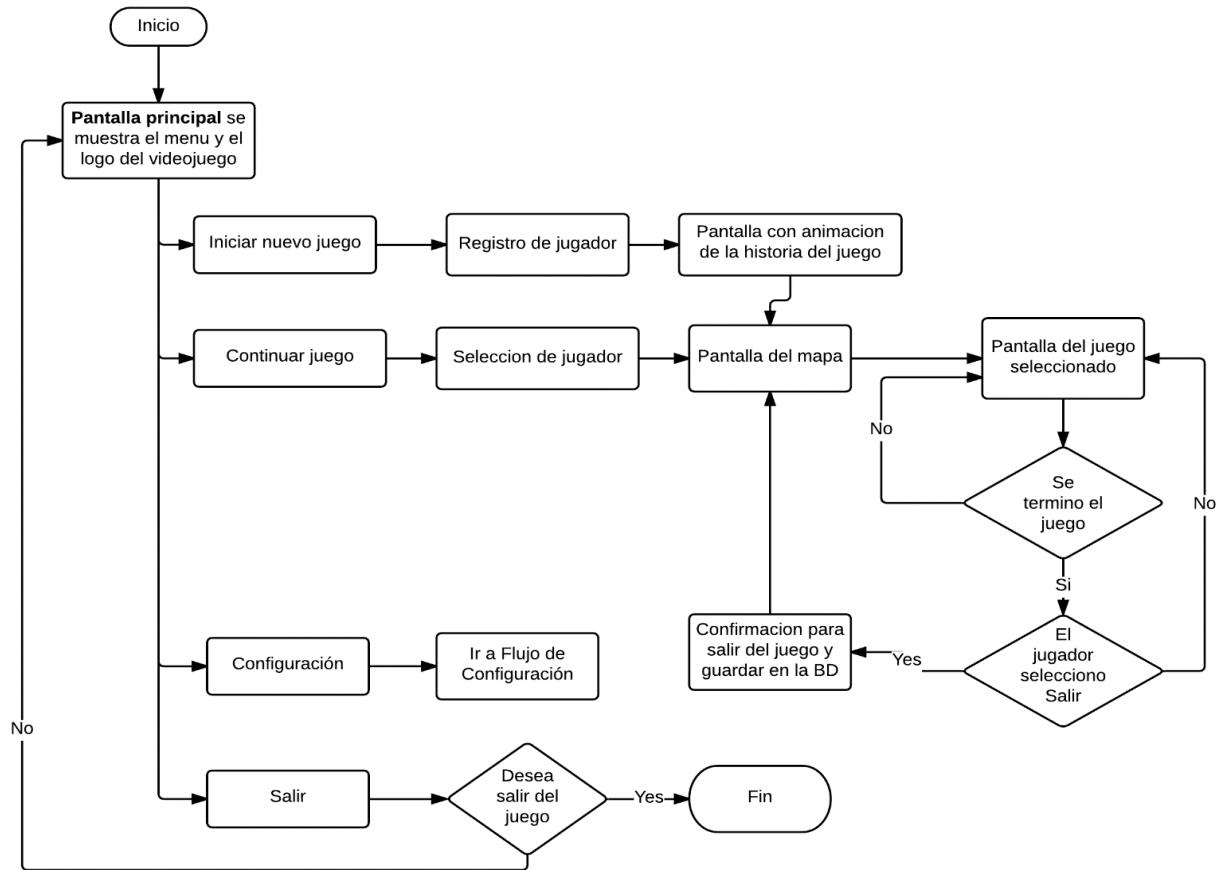 Inicio
Pantalla principal se
muestra el menu y el
logo del videojuego
Iniciar nuevo juego
Registro de jugador
Pantalla con animacion
de la historia del juego
Continuar juego
Seleccion de jugador
Pantalla del mapa
Pantalla del juego
seleccionado
No
Se
termino el
juego
No
Si
Confirmacion para
salir del juego y
guardar en la BD
Yes
El
jugador
selecciono
Salir
Configuración
Ir a Flujo de
Configuración
No
Salir
Desea
salir del
juego
Yes
Fin